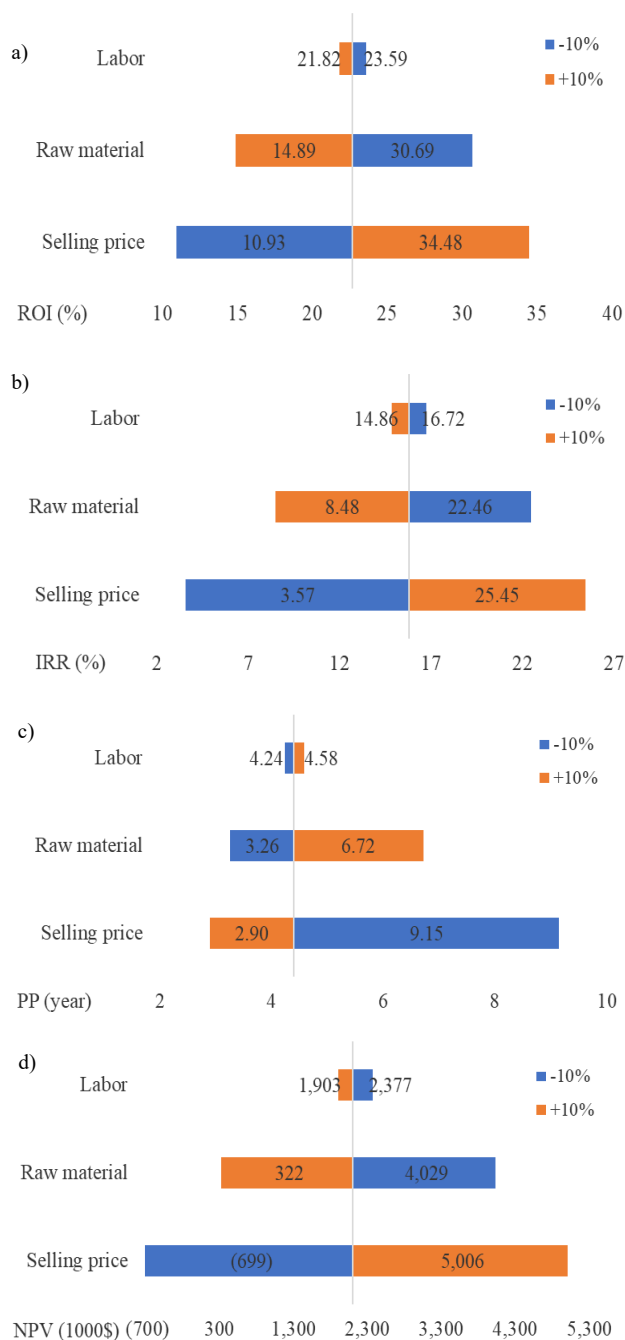 a)
Labor 21.82 23.59
-10%
+10%
Raw material 14.89 30.69
Selling price 10.93 34.48
ROI (%) 10 15 20 25 30 35 40
b)
Labor 14.86 16.72
-10%
+10%
Raw material 8.48 22.46
Selling price 3.57 25.45
IRR (%) 2 7 12 17 22 27
c)
Labor 4.24 4.58
-10%
+10%
Raw material 3.26 6.72
Selling price 2.90 9.15
PP (year) 2 4 6 8 10
d)
Labor 1,903 2,377
-10%
+10%
Raw material 322 4,029
Selling price (699) 5,006
NPV (1000$) (700) 300 1,300 2,300 3,300 4,300 5,300